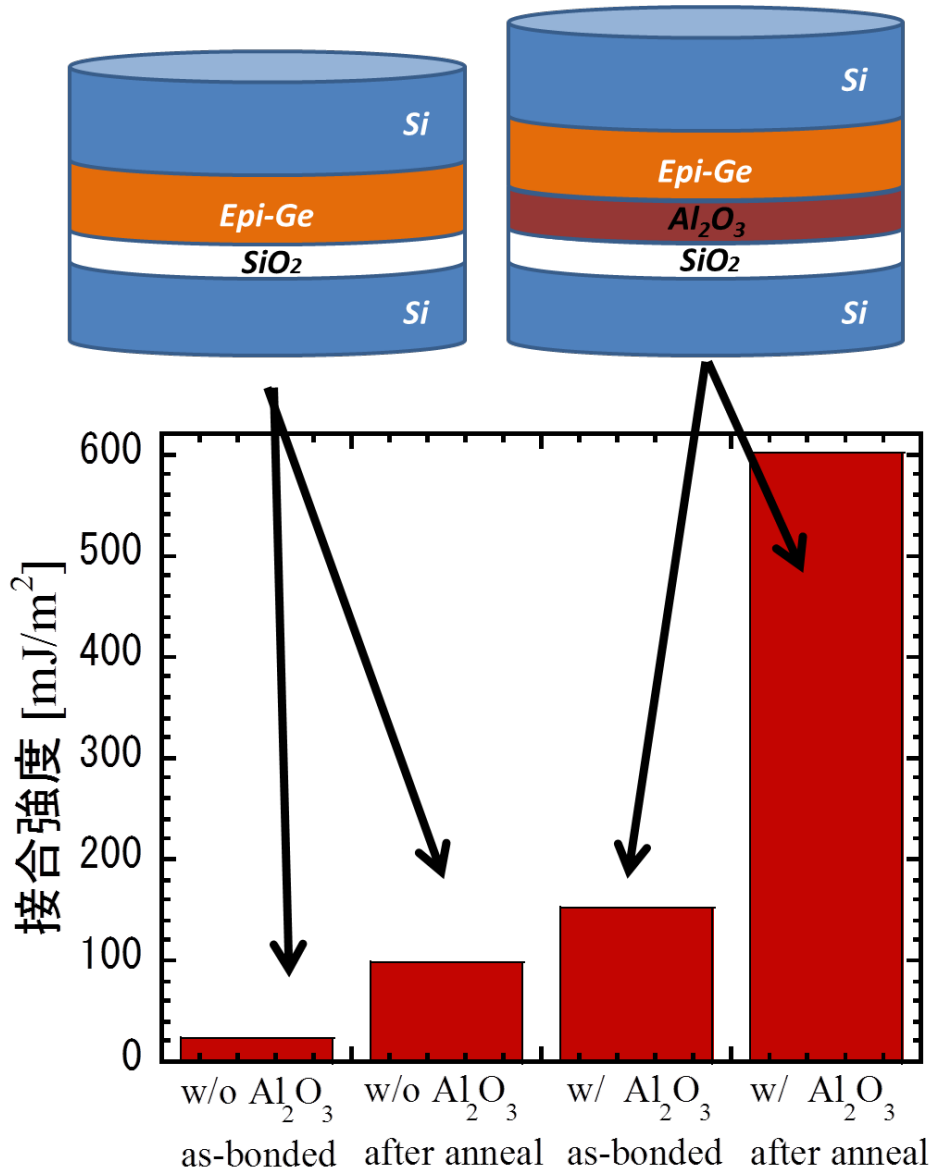 Si
Epi-Ge
SiO₂
Si
Si
Epi-Ge
Al₂O₃
SiO₂
Si
接合強度 [mJ/m²]
600
500
400
300
200
100
0
w/o Al₂O₃
as-bonded
w/o Al₂O₃
after anneal
w/ Al₂O₃
as-bonded
w/ Al₂O₃
after anneal